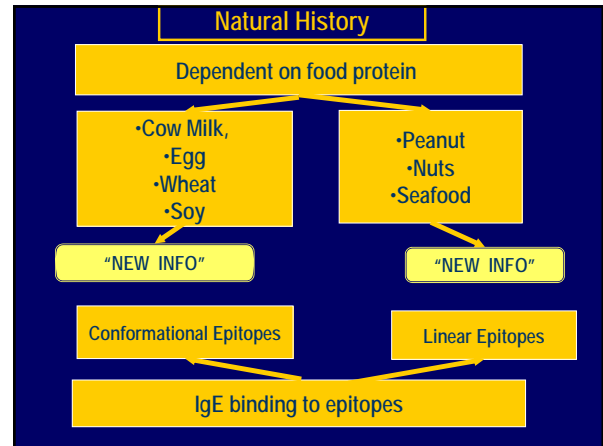 Natural History
Dependent on food protein
•Cow Milk,
•Egg
•Wheat
•Soy
•Peanut
•Nuts
•Seafood
“NEW INFO”
“NEW INFO”
Conformational Epitopes
Linear Epitopes
IgE binding to epitopes